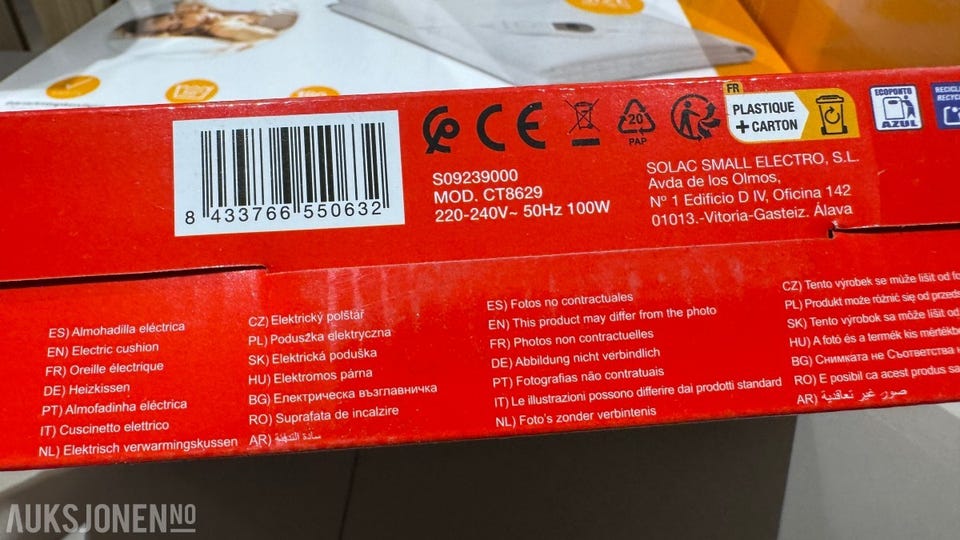 8 433766 550632
S09239000
MOD. CT8629
220-240V~ 50Hz 100W
20
PAP
FR
PLASTIQUE
+ CARTON
ECOPONTO
AZUL
SOLAC SMALL ELECTRO, S.L.
Avda de los Olmos,
Nº 1 Edificio D IV, Oficina 142
01013.-Vitoria-Gasteiz. Álava
ES) Almohadilla eléctrica
EN) Electric cushion
FR) Oreille électrique
DE) Heizkissen
PT) Almofadinha eléctrica
IT) Cuscinetto elettrico
NL) Elektrisch verwarmingskussen
CZ) Elektrický polštář
PL) Poduszka elektryczna
SK) Elektrická poduška
HU) Elektromos párna
BG) Електрическа възглавничка
RO) Suprafata de incalzire
AR)
ES) Fotos no contractuales
EN) This product may differ from the photo
FR) Photos non contractuelles
DE) Abbildung nicht verbindlich
PT) Fotografias não contratuais
IT) Le illustrazioni possono differire dai prodotti standard
NL) Foto's zonder verbintenis
CZ) Tento výrobek se může lišit od
PL) Produkt może różnić się od
SK) Tento výrobok sa môže líšiť od
HU) A fotó és a termék kis
BG) Снимката не Съответства
RO) E posibil ca acest produs
AR) صور غير تعاقدية
AUKSJONEN NO